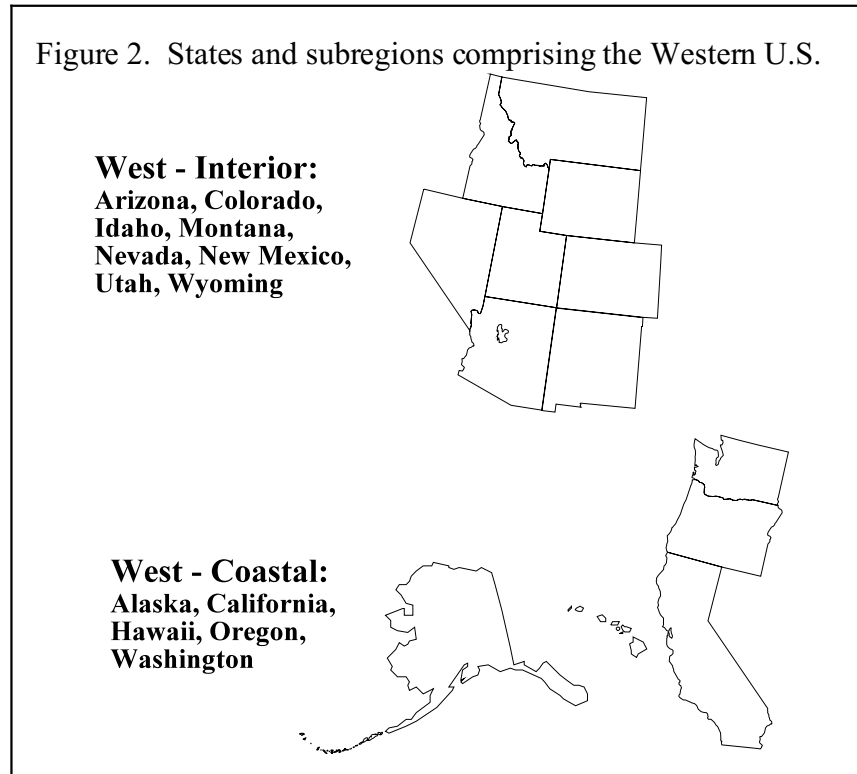 Figure 2.  States and subregions comprising the Western U.S.
West - Interior:
Arizona, Colorado,
Idaho, Montana,
Nevada, New Mexico,
Utah, Wyoming
West - Coastal:
Alaska, California,
Hawaii, Oregon,
Washington